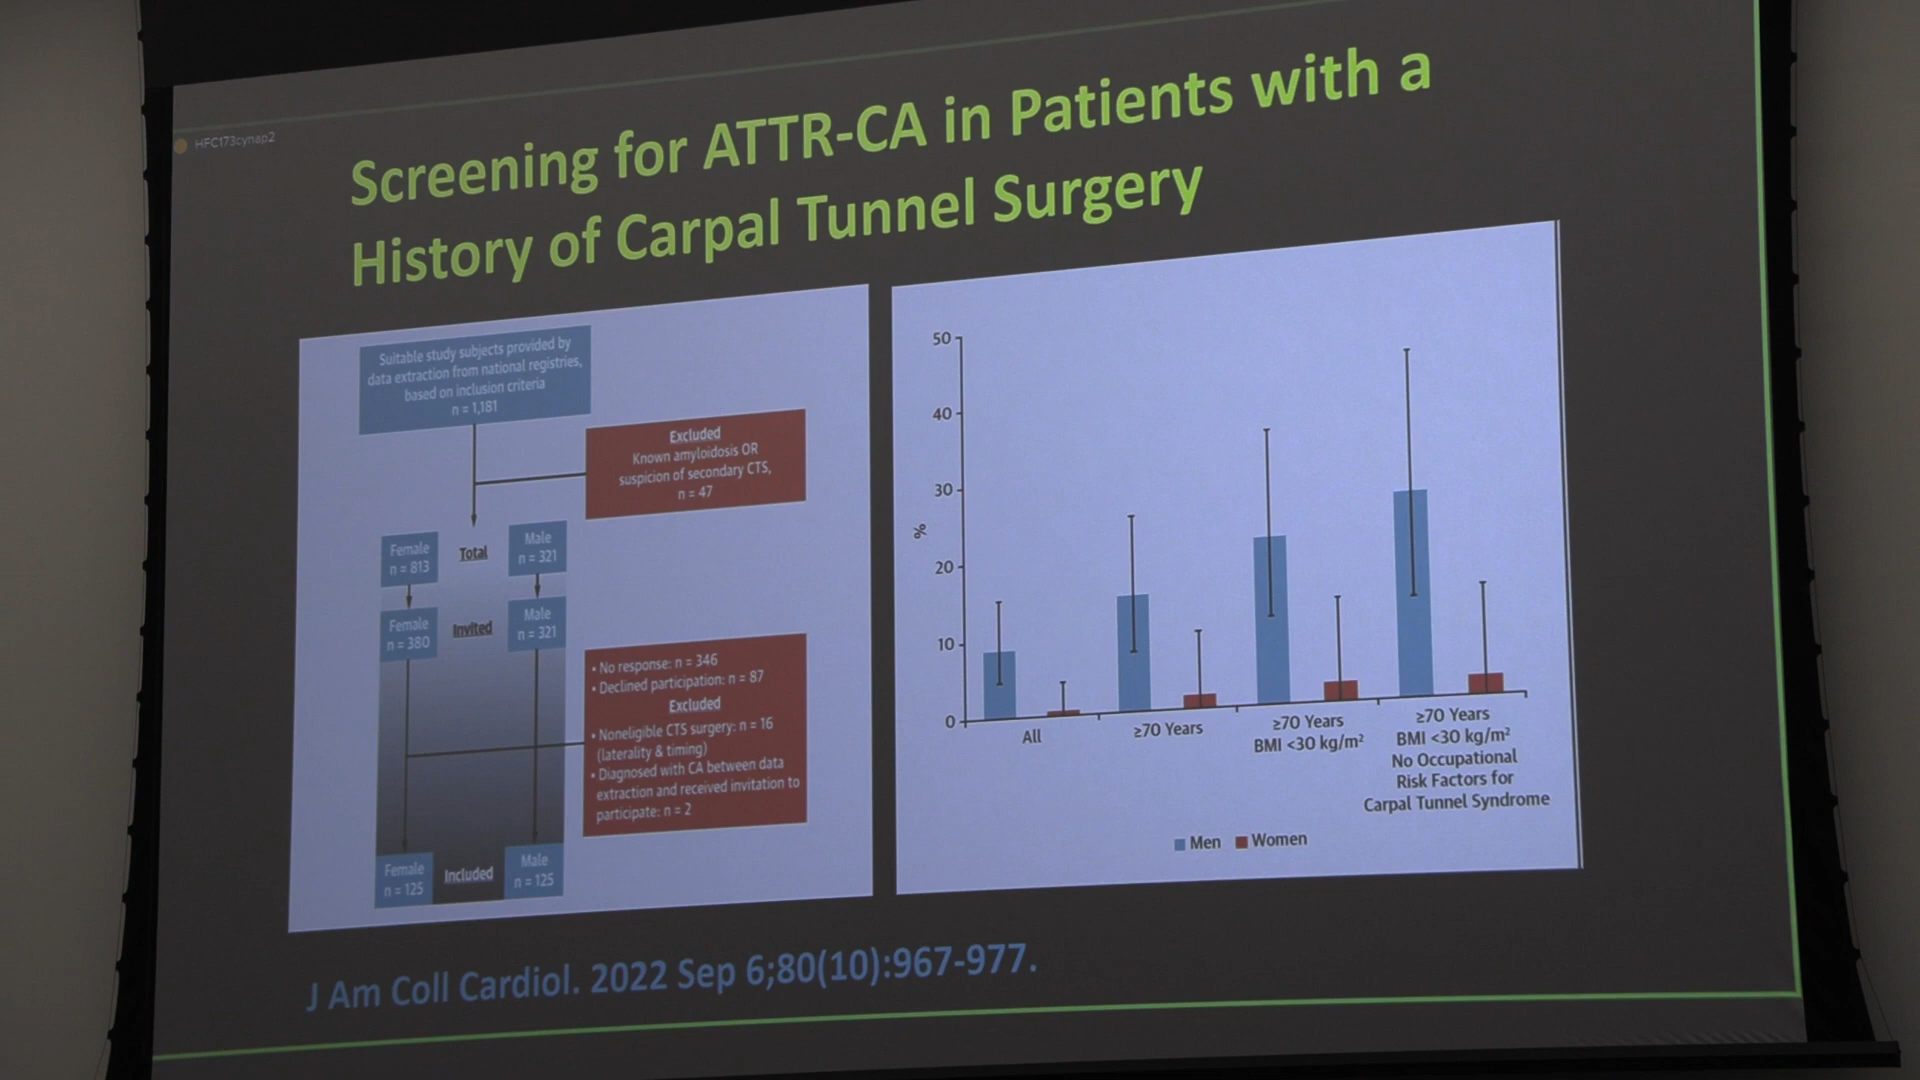 HFC173cynap2
Screening for ATTR-CA in Patients with a
History of Carpal Tunnel Surgery
Suitable study subjects provided by
data extraction from national registries,
based on inclusion criteria
n = 1,181
Excluded
Known amyloidosis OR
suspicion of secondary CTS,
n = 47
Female
n = 813
Total
Male
n = 321
Female
n = 380
Invited
Male
n = 321
• No response: n = 346
• Declined participation: n = 87
Excluded
• Noneligible CTS surgery: n = 16
(laterality & timing)
• Diagnosed with CA between data
extraction and received invitation to
participate: n = 2
Female
n = 125
Included
Male
n = 125
50
40
30
20
10
0
%
All
≥70 Years
≥70 Years
BMI <30 kg/m²
≥70 Years
BMI <30 kg/m²
No Occupational
Risk Factors for
Carpal Tunnel Syndrome
Men
Women
J Am Coll Cardiol. 2022 Sep 6;80(10):967-977.